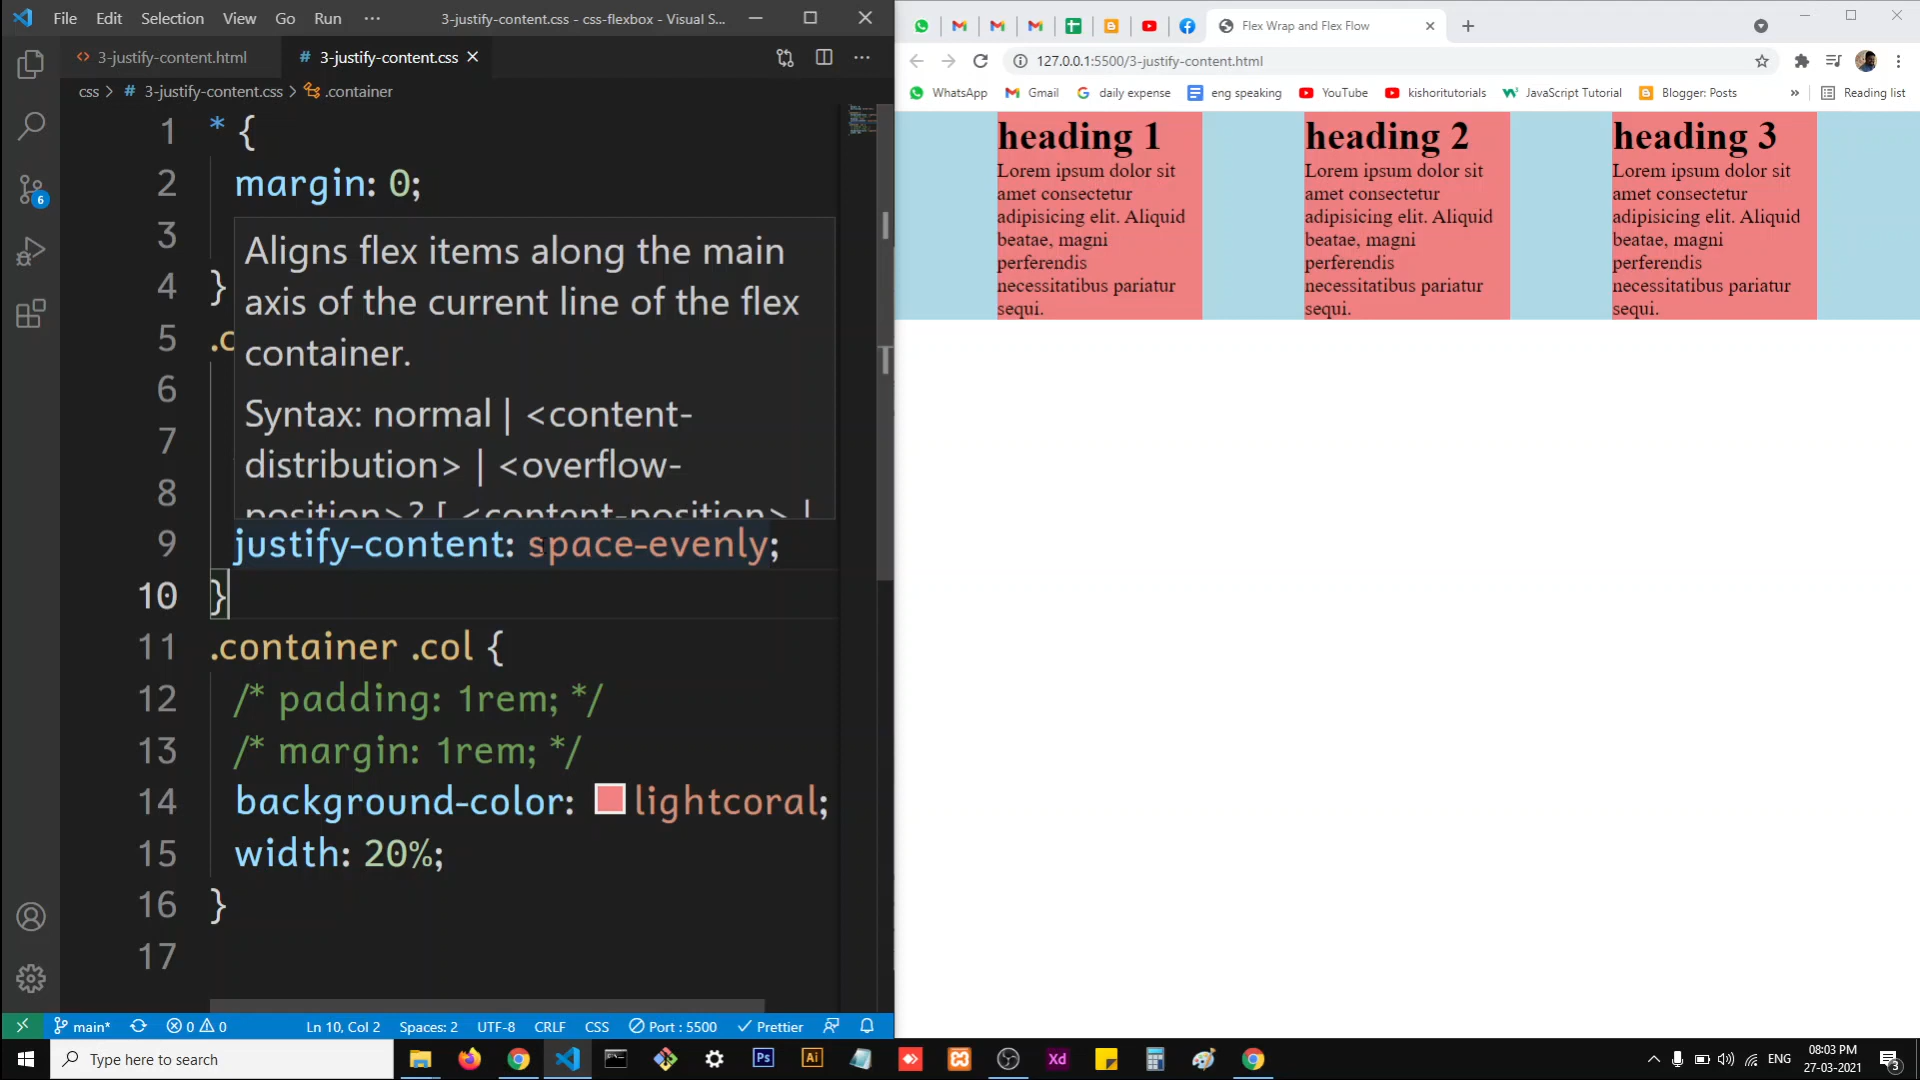 File Edit Selection View Go Run ··· 3-justify-content.css - css-flexbox - Visual S...
3-justify-content.html
3-justify-content.css
css > # 3-justify-content.css > .container
1 * {
2 margin: 0;
3
4 }
5 .c
6
7
8
Aligns flex items along the main
axis of the current line of the flex
container.
Syntax: normal | <content-
distribution> | <overflow-
position>? [ <content-position> |
9 justify-content: space-evenly;
10 }
11 .container .col {
12 /* padding: 1rem; */
13 /* margin: 1rem; */
14 background-color: lightcoral;
15 width: 20%;
16 }
17
6
main* 0 0 Ln 10, Col 2 Spaces: 2 UTF-8 CRLF CSS Port : 5500 Prettier
Flex Wrap and Flex Flow
127.0.0.1:5500/3-justify-content.html
WhatsApp Gmail daily expense eng speaking YouTube kishoritutorials JavaScript Tutorial Blogger: Posts » Reading list
heading 1
Lorem ipsum dolor sit
amet consectetur
adipisicing elit. Aliquid
beatae, magni
perferendis
necessitatibus pariatur
sequi.
heading 2
Lorem ipsum dolor sit
amet consectetur
adipisicing elit. Aliquid
beatae, magni
perferendis
necessitatibus pariatur
sequi.
heading 3
Lorem ipsum dolor sit
amet consectetur
adipisicing elit. Aliquid
beatae, magni
perferendis
necessitatibus pariatur
sequi.
Type here to search
Ps
Ai
Xd
ENG
08:03 PM
27-03-2021
3